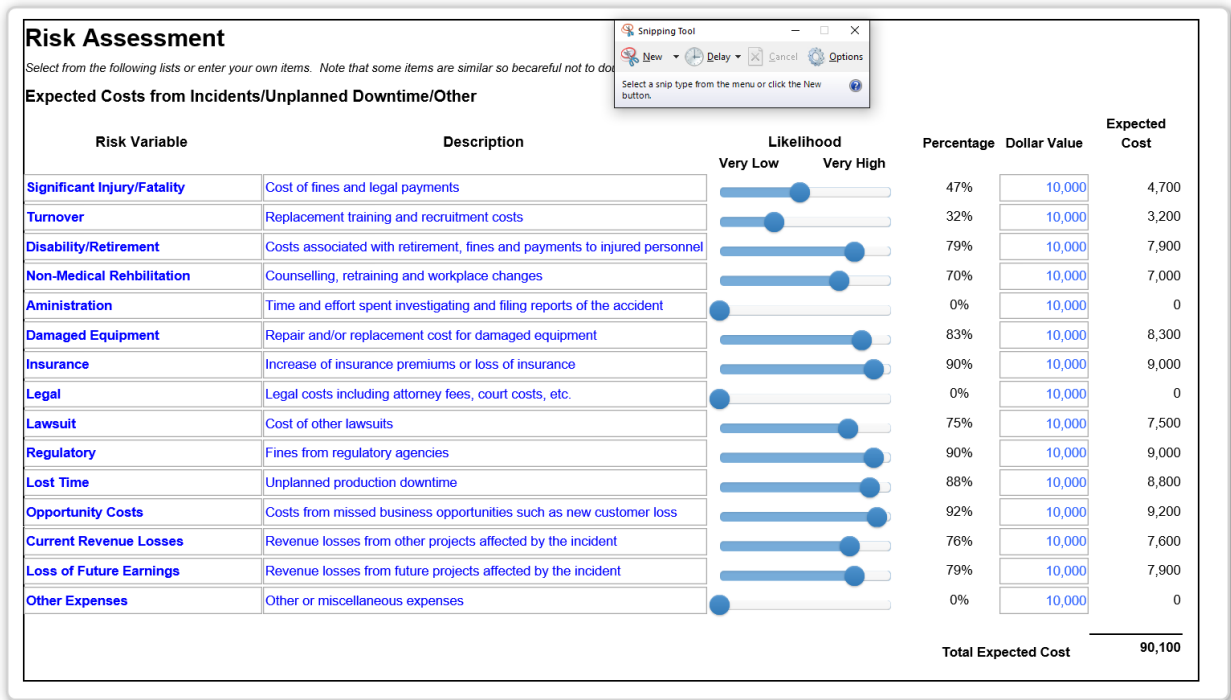 Risk Assessment
Select from the following lists or enter your own items.  Note that some items are similar so becareful not to
Expected Costs from Incidents/Unplanned Downtime/Other
Snipping Tool
New Delay Cancel Options
Select a snip type from the menu or click the New
button.
Risk Variable Description Likelihood Percentage Dollar Value Expected Cost
Very Low Very High
Significant Injury/Fatality Cost of fines and legal payments 47% 10,000 4,700
Turnover Replacement training and recruitment costs 32% 10,000 3,200
Disability/Retirement Costs associated with retirement, fines and payments to injured personnel 79% 10,000 7,900
Non-Medical Rehbilitation Counselling, retraining and workplace changes 70% 10,000 7,000
Aministration Time and effort spent investigating and filing reports of the accident 0% 10,000 0
Damaged Equipment Repair and/or replacement cost for damaged equipment 83% 10,000 8,300
Insurance Increase of insurance premiums or loss of insurance 90% 10,000 9,000
Legal Legal costs including attorney fees, court costs, etc. 0% 10,000 0
Lawsuit Cost of other lawsuits 75% 10,000 7,500
Regulatory Fines from regulatory agencies 90% 10,000 9,000
Lost Time Unplanned production downtime 88% 10,000 8,800
Opportunity Costs Costs from missed business opportunities such as new customer loss 92% 10,000 9,200
Current Revenue Losses Revenue losses from other projects affected by the incident 76% 10,000 7,600
Loss of Future Earnings Revenue losses from future projects affected by the incident 79% 10,000 7,900
Other Expenses Other or miscellaneous expenses 0% 10,000 0
Total Expected Cost 90,100